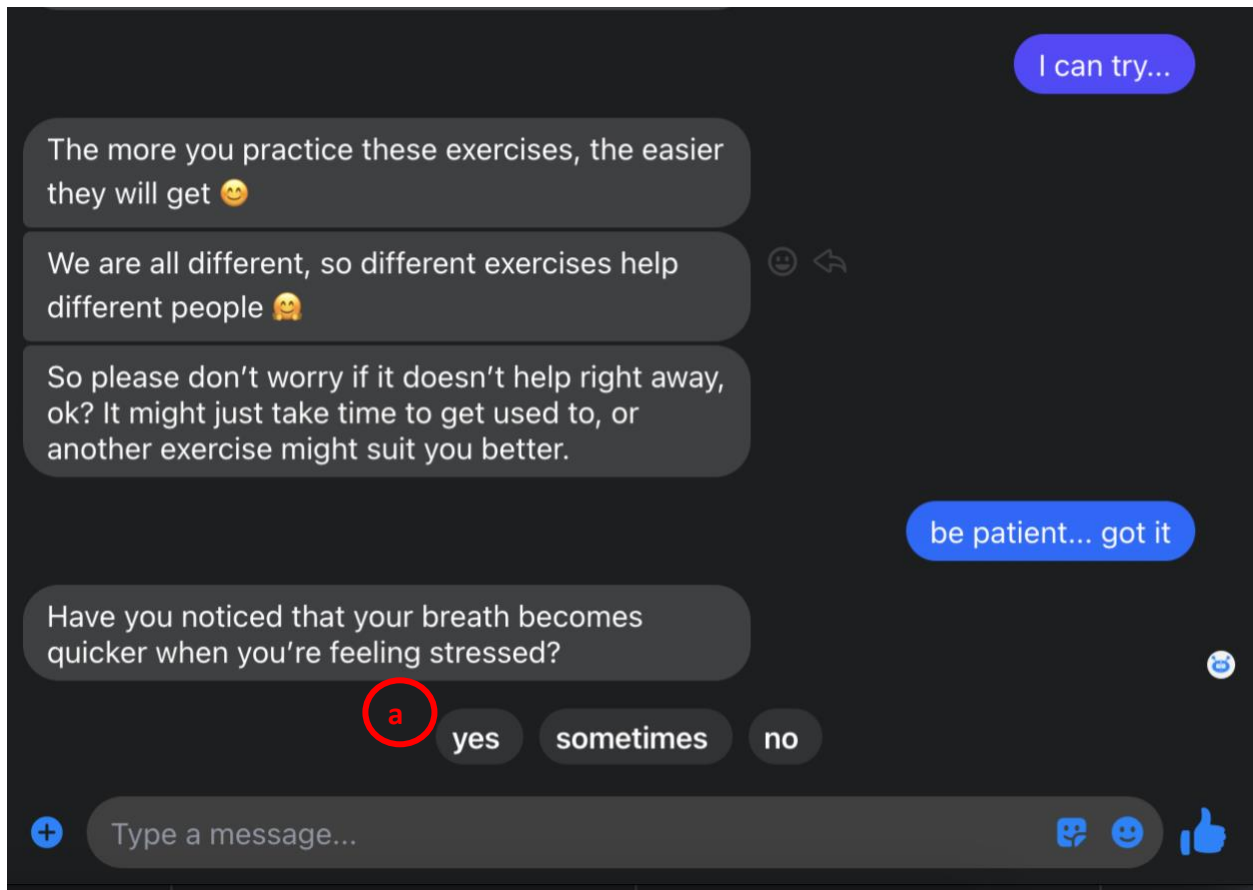 I can try...
The more you practice these exercises, the easier
they will get 😊
We are all different, so different exercises help
different people 🤗
So please don’t worry if it doesn’t help right away,
ok? It might just take time to get used to, or
another exercise might suit you better.
be patient... got it
Have you noticed that your breath becomes
quicker when you’re feeling stressed?
a
yes sometimes no
Type a message...